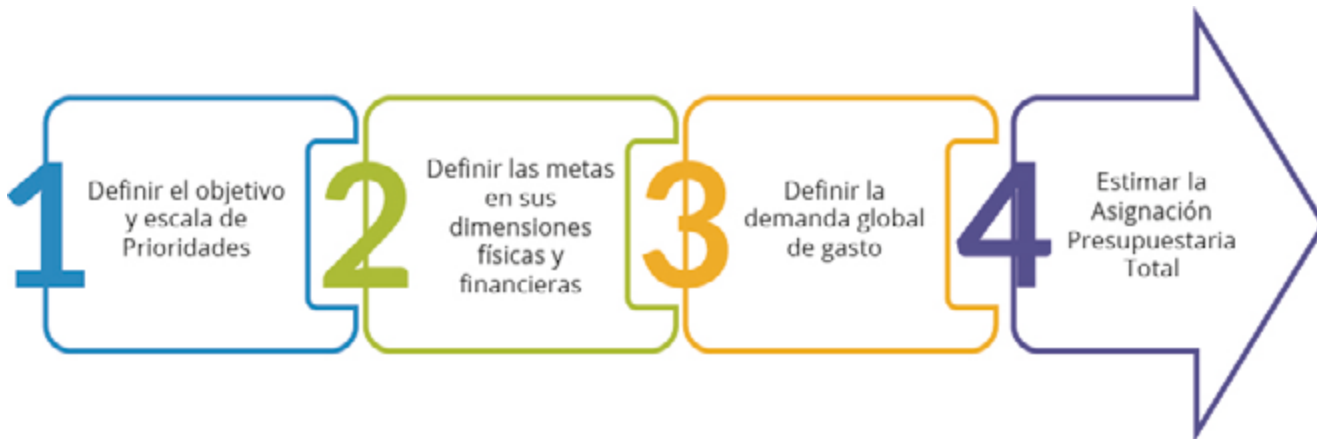 1
Definir el objetivo
y escala de
Prioridades
2
Definir las metas
en sus
dimensiones
físicas y
financieras
3
Definir la
demanda global
de gasto
4
Estimar la
Asignación
Presupuestaria
Total